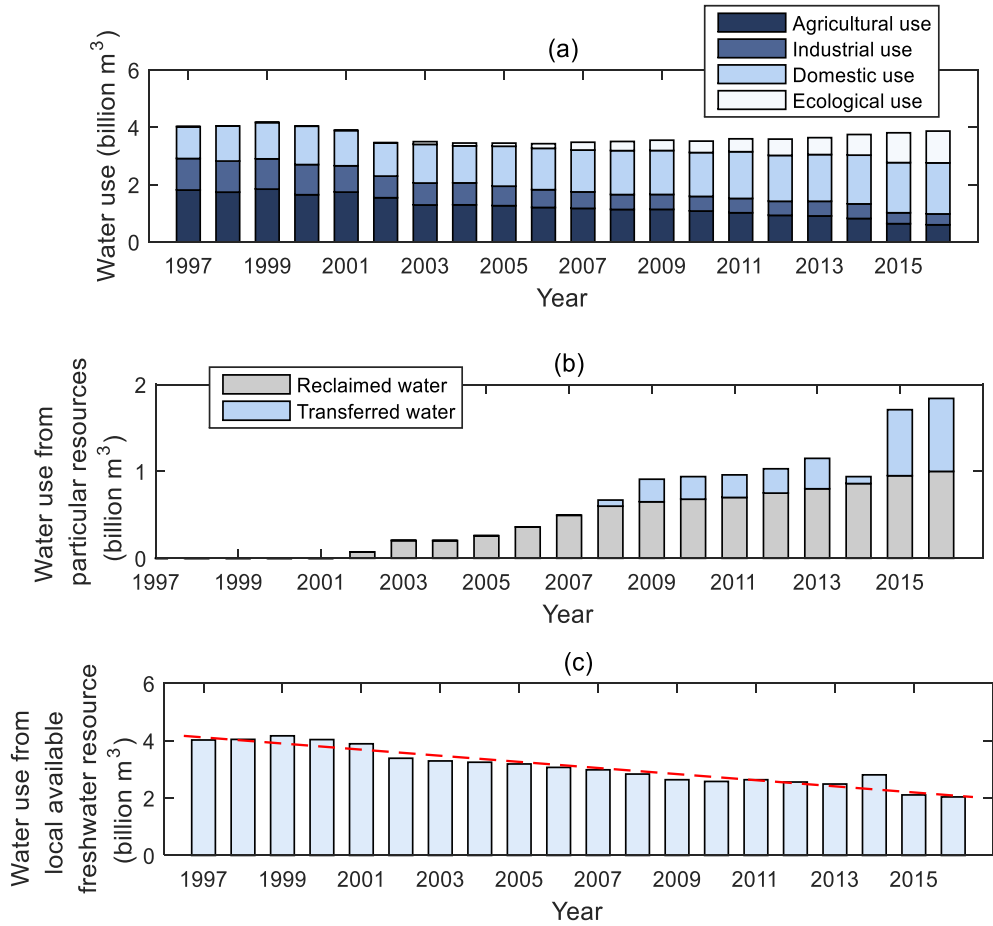 (a)
Agricultural use
Industrial use
Domestic use
Ecological use
Water use (billion m3)
6
4
2
0
1997 1999 2001 2003 2005 2007 2009 2011 2013 2015
Year
(b)
Reclaimed water
Transferred water
Water use from
particular resources
(billion m3)
2
1
0
1997 1999 2001 2003 2005 2007 2009 2011 2013 2015
Year
(c)
Water use from
local available
freshwater resource
(billion m3)
6
4
2
0
1997 1999 2001 2003 2005 2007 2009 2011 2013 2015
Year